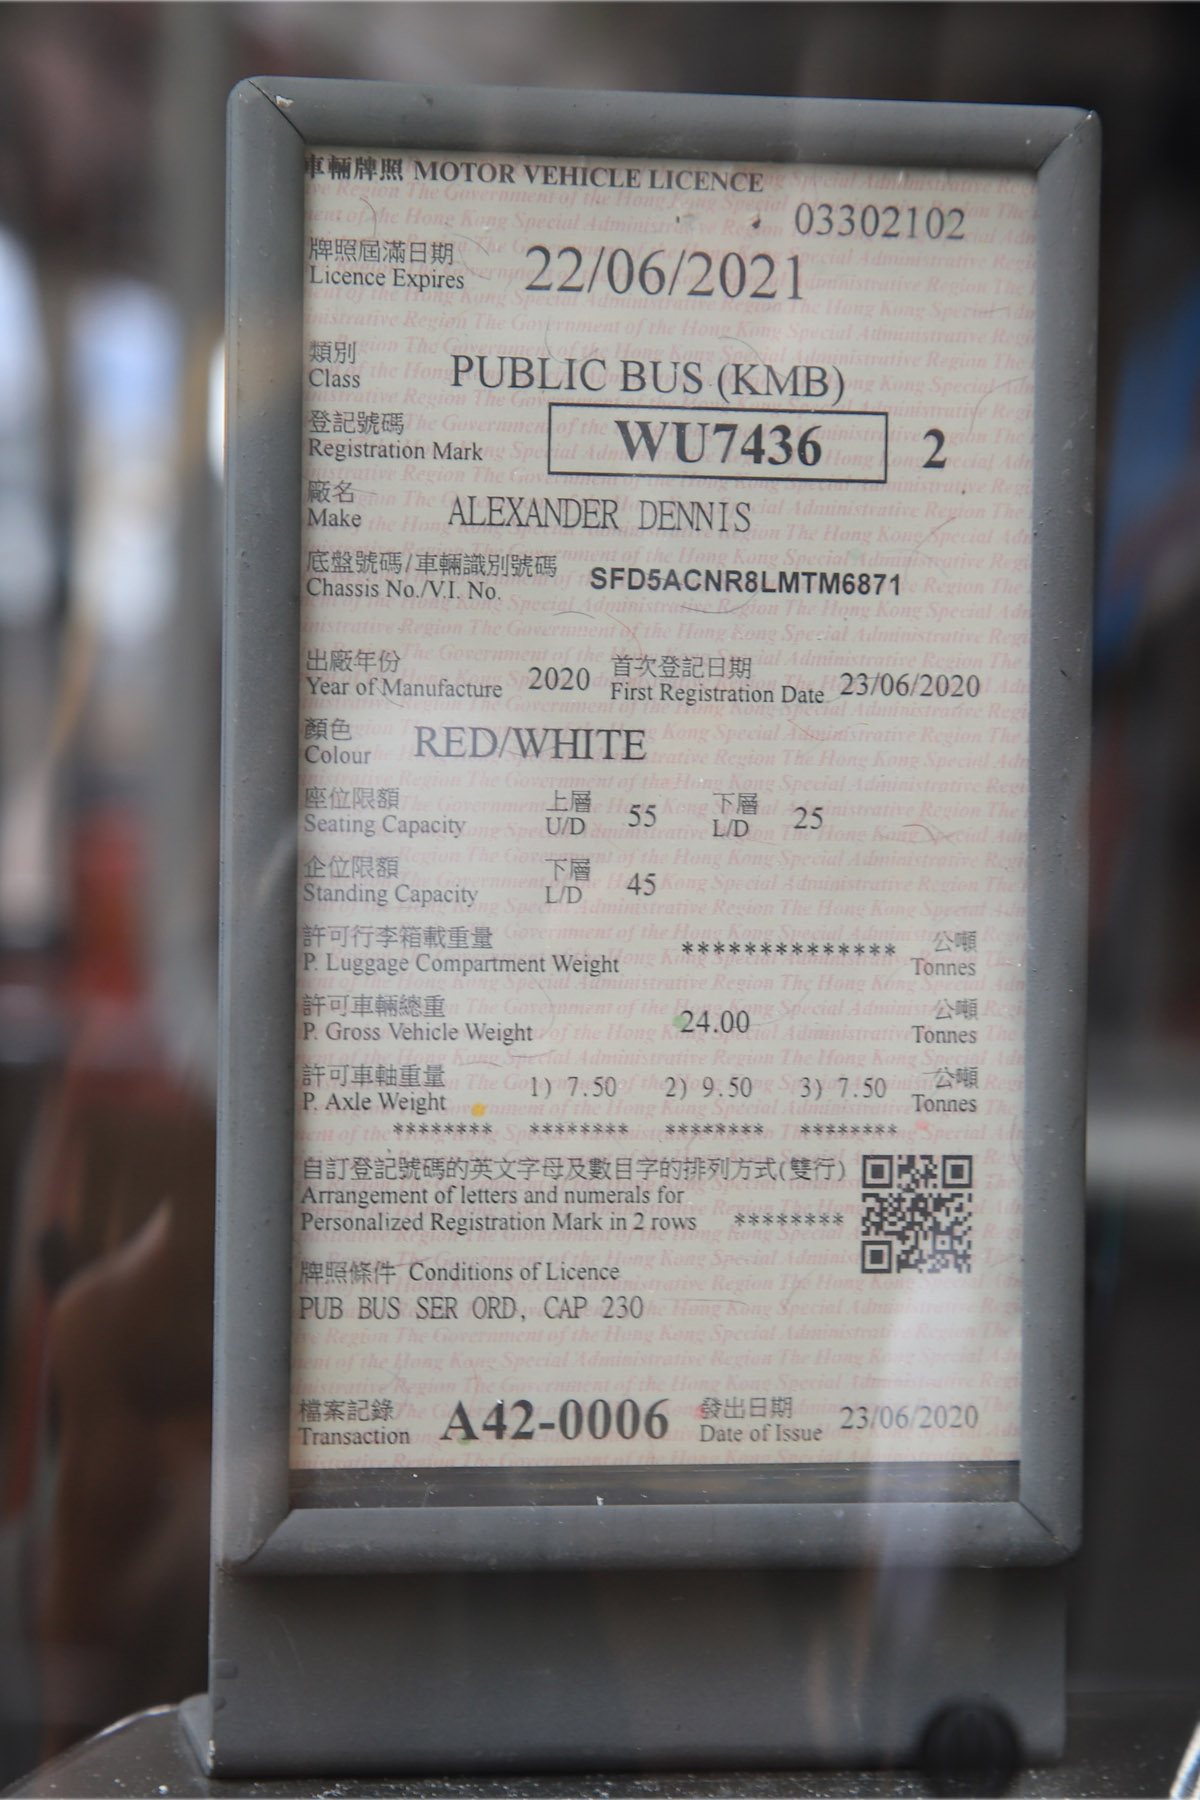 車輛牌照 MOTOR VEHICLE LICENCE
03302102
牌照屆滿日期
Licence Expires 22/06/2021
類別
Class PUBLIC BUS (KMB)
登記號碼
Registration Mark WU7436 2
廠名
Make ALEXANDER DENNIS
底盤號碼/車輛識別號碼
Chassis No./V.I. No. SFD5ACNR8LMTM6871
出廠年份 首次登記日期
Year of Manufacture 2020 First Registration Date 23/06/2020
顏色
Colour RED/WHITE
座位限額 上層 下層
Seating Capacity U/D 55 L/D 25
企位限額 下層
Standing Capacity L/D 45
許可行李箱載重量 公噸
P. Luggage Compartment Weight ************** Tonnes
許可車輛總重 公噸
P. Gross Vehicle Weight 24.00 Tonnes
許可車軸重量 公噸
P. Axle Weight 1) 7.50 2) 9.50 3) 7.50 Tonnes
******** ******** ******** ********
自訂登記號碼的英文字母及數目字的排列方式(雙行)
Arrangement of letters and numerals for
Personalized Registration Mark in 2 rows ********
牌照條件 Conditions of Licence
PUB BUS SER ORD, CAP 230
檔案記錄 發出日期
Transaction A42-0006 Date of Issue 23/06/2020